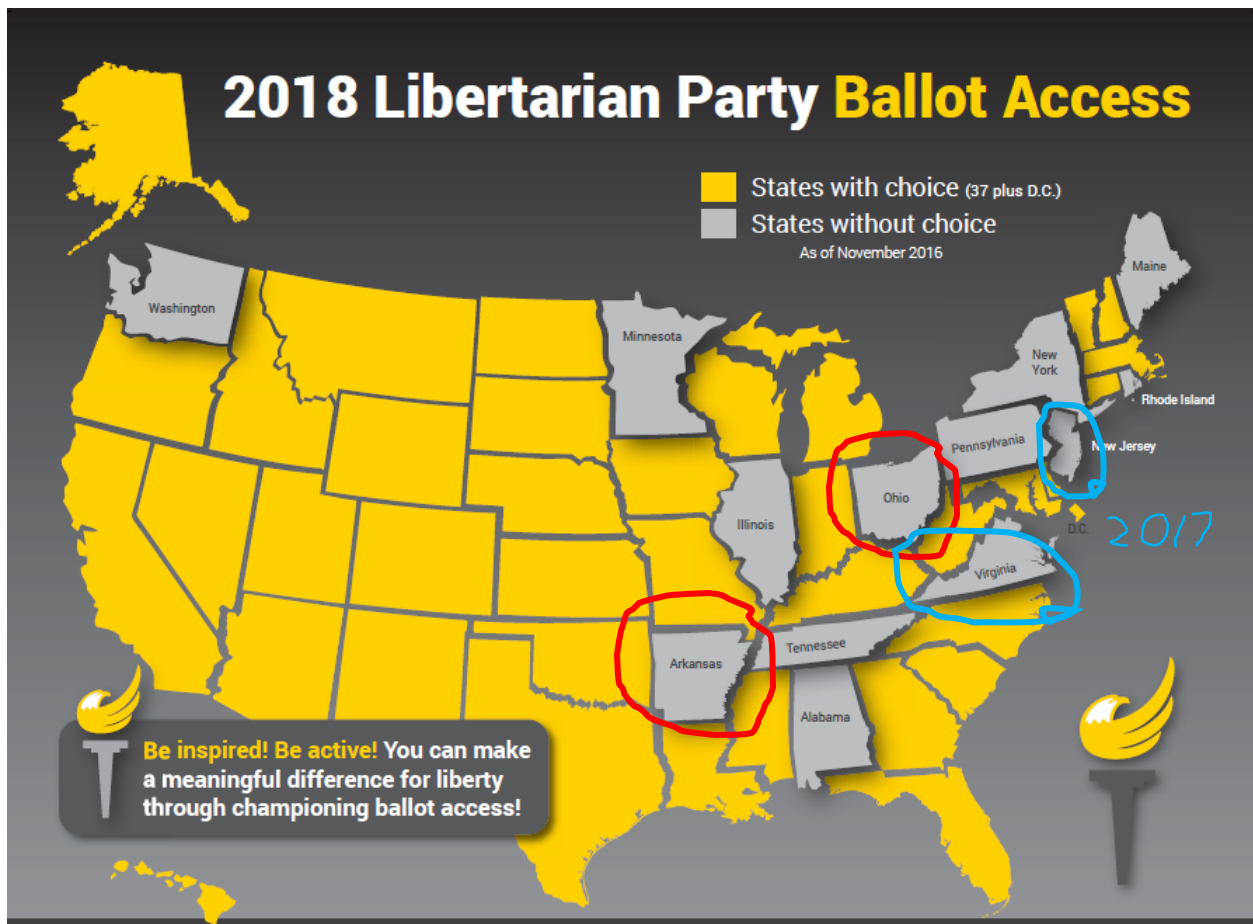 2018 Libertarian Party Ballot Access
States with choice (37 plus D.C.)
States without choice
As of November 2016
Washington
Minnesota
Maine
New
York
Rhode Island
Pennsylvania
New Jersey
Ohio
Illinois
D.C.
2017
Virginia
Arkansas
Tennessee
Alabama
Be inspired! Be active! You can make
a meaningful difference for liberty
through championing ballot access!